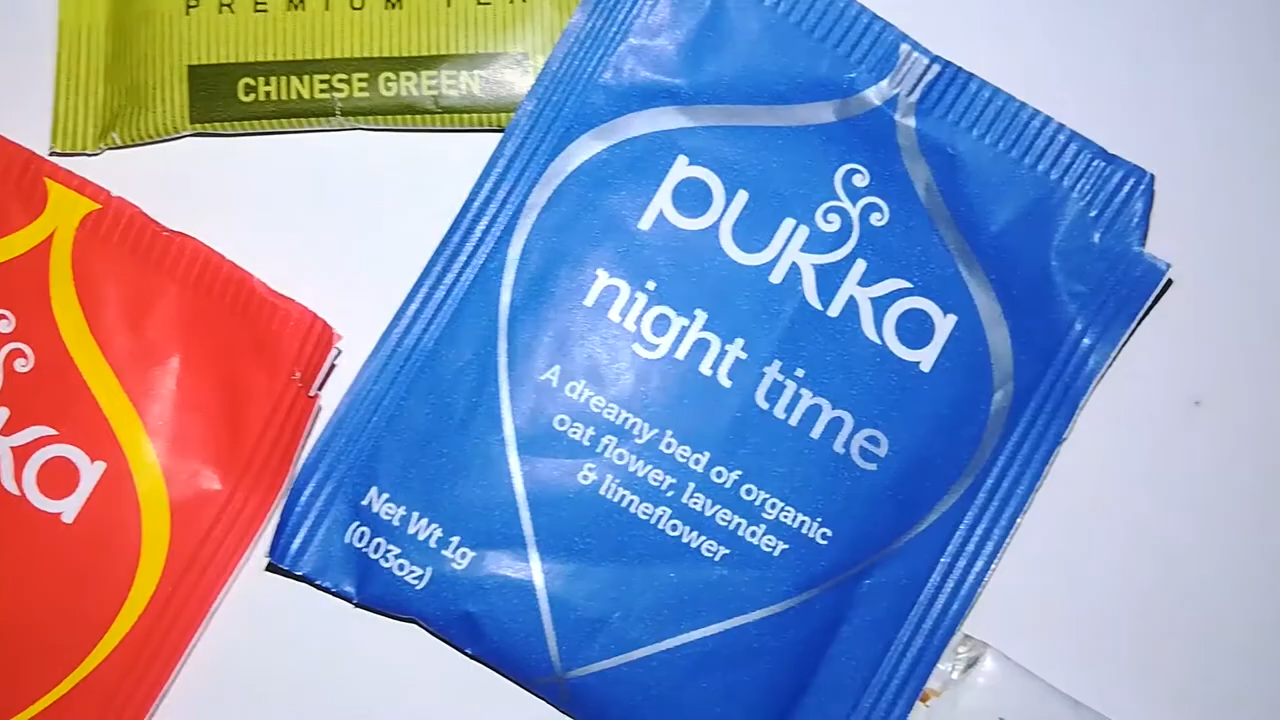 PREMIUM TEA
CHINESE GREEN
pukka
night time
A dreamy bed of organic
oat flower, lavender
& limeflower
Net Wt 1g
(0.03oz)
ka